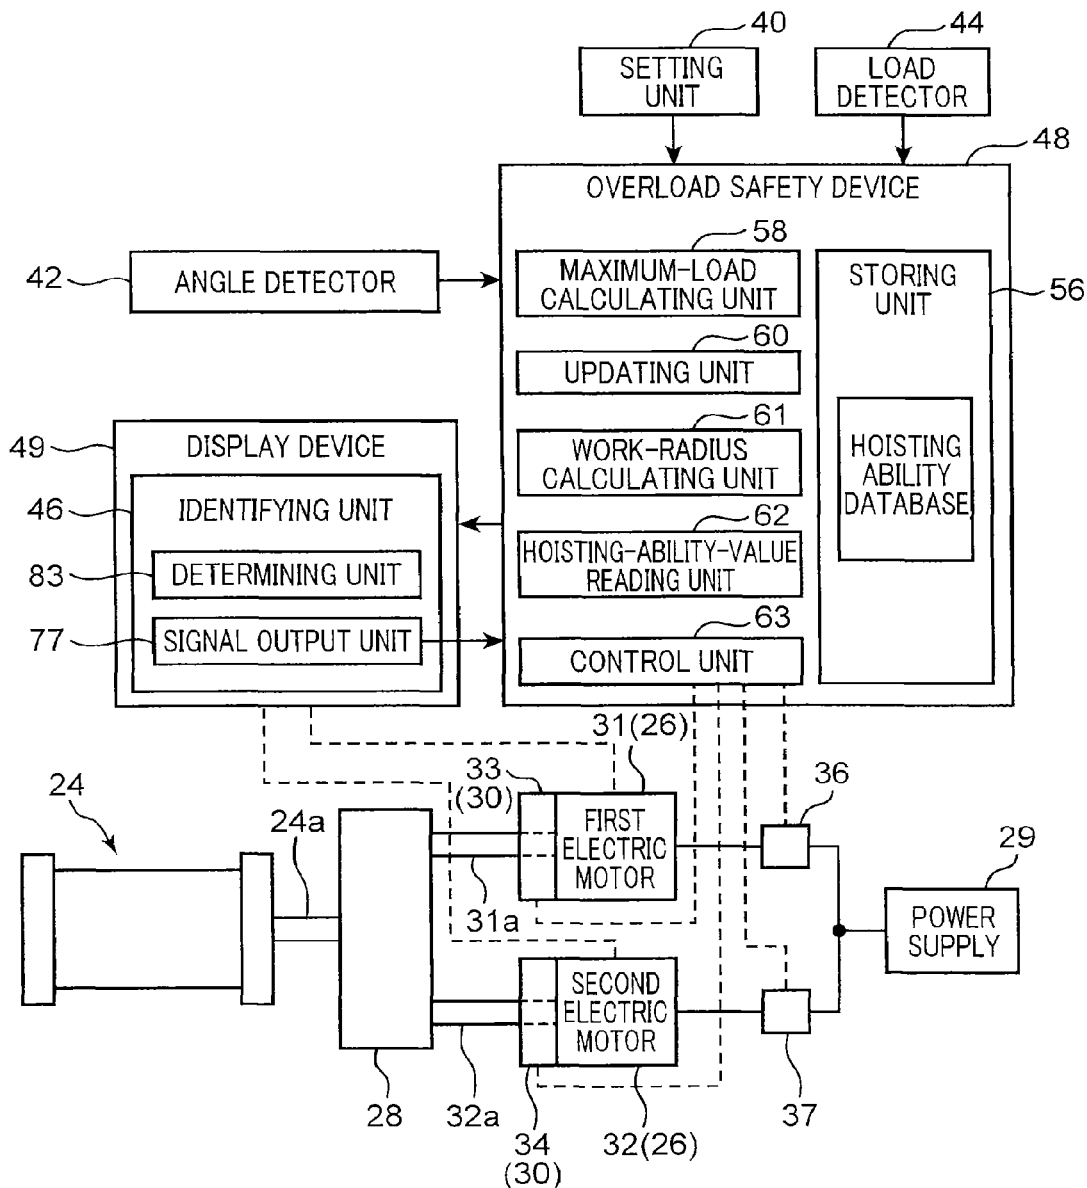 40
44
SETTING
UNIT
LOAD
DETECTOR
48
OVERLOAD SAFETY DEVICE
42
ANGLE DETECTOR
58
MAXIMUM-LOAD
CALCULATING UNIT
STORING
UNIT
56
60
UPDATING UNIT
61
WORK-RADIUS
CALCULATING UNIT
HOISTING
ABILITY
DATABASE
49
DISPLAY DEVICE
46
IDENTIFYING UNIT
62
HOISTING-ABILITY-VALUE
READING UNIT
83
DETERMINING UNIT
77
SIGNAL OUTPUT UNIT
63
CONTROL UNIT
31(26)
33
(30)
36
24
24a
FIRST
ELECTRIC
MOTOR
29
31a
POWER
SUPPLY
SECOND
ELECTRIC
MOTOR
28
32a
34
(30)
32(26)
37